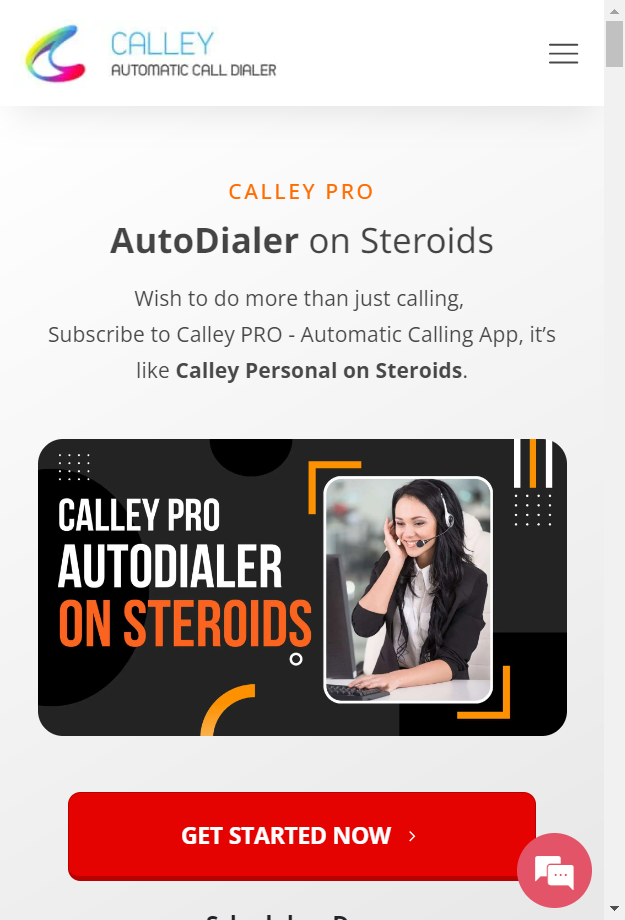 CALLEY
AUTOMATIC CALL DIALER
CALLEY PRO
AutoDialer on Steroids
Wish to do more than just calling,
Subscribe to Calley PRO - Automatic Calling App, it’s
like Calley Personal on Steroids.
CALLEY PRO
AUTODIALER
ON STEROIDS
GET STARTED NOW